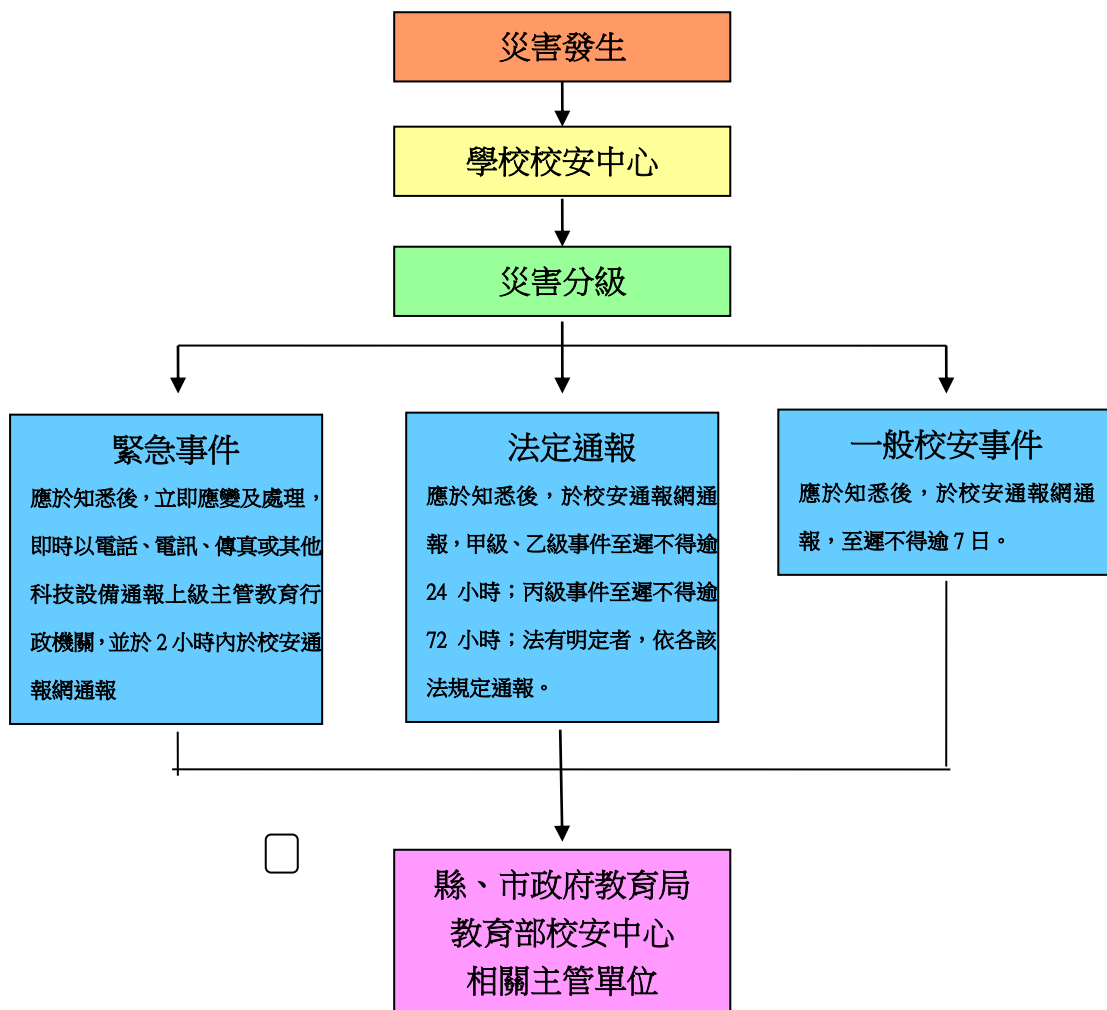 災害發生
學校校安中心
災害分級
緊急事件
應於知悉後，立即應變及處理，
即時以電話、電訊、傳真或其他
科技設備通報上級主管教育行
政機關，並於 2 小時內於校安通
報網通報
法定通報
應於知悉後，於校安通報網通
報，甲級、乙級事件至遲不得逾
24 小時；丙級事件至遲不得逾
72 小時；法有明定者，依各該
法規定通報。
一般校安事件
應於知悉後，於校安通報網通
報，至遲不得逾 7 日。
縣、市政府教育局
教育部校安中心
相關主管單位